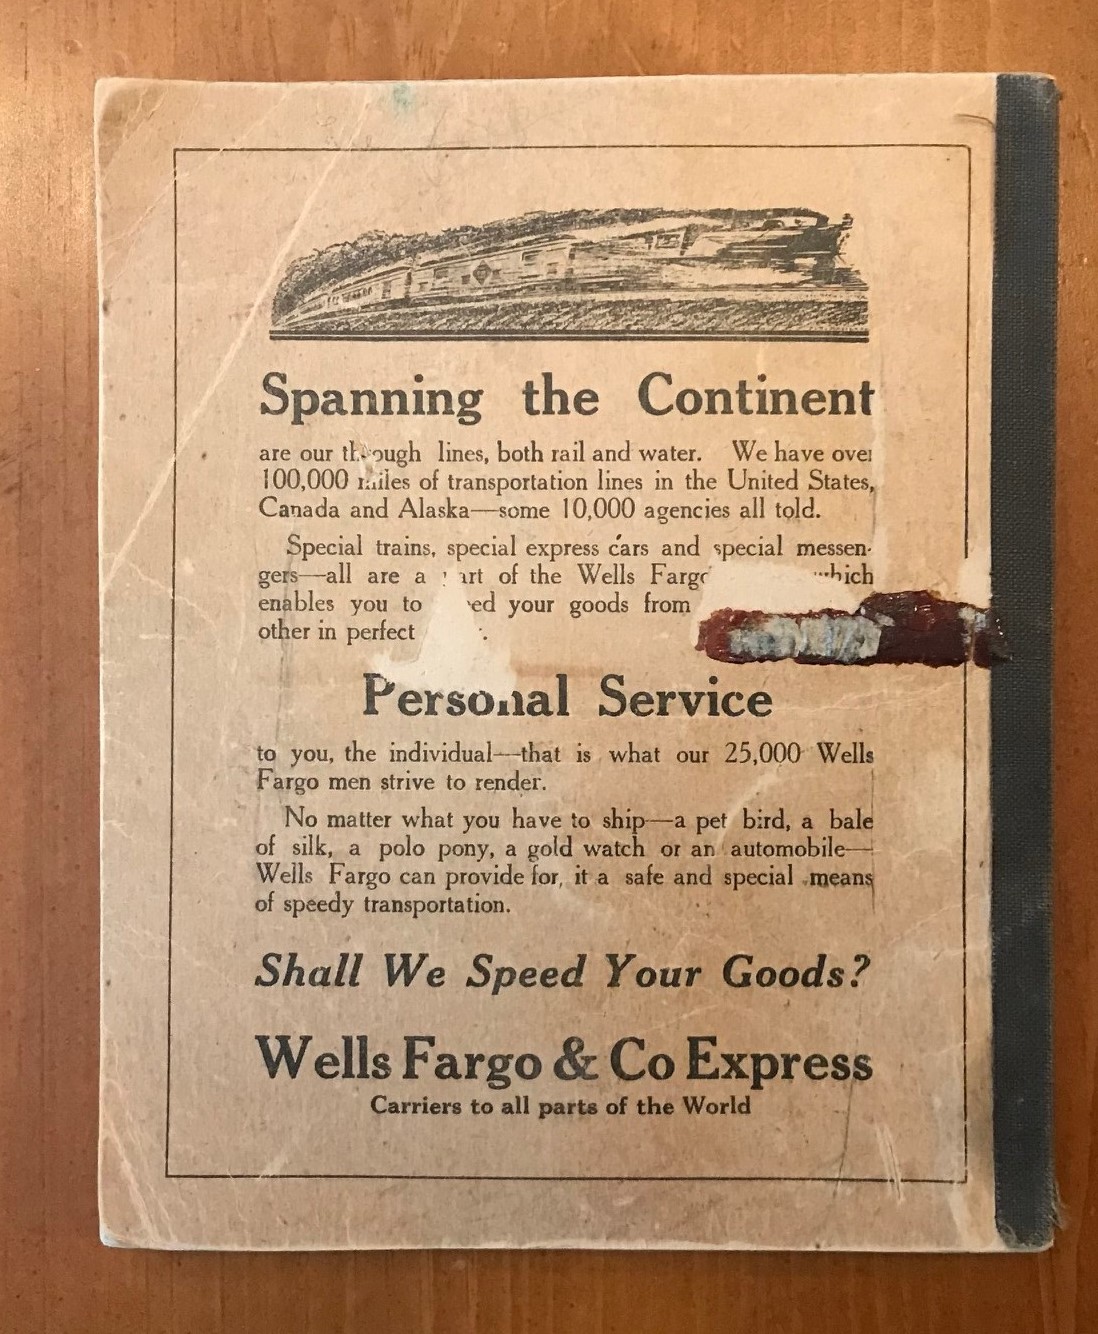 Spanning the Continent
are our through lines, both rail and water. We have over
100,000 miles of transportation lines in the United States,
Canada and Alaska—some 10,000 agencies all told.
Special trains, special express cars and special messen-
gers—all are a part of the Wells Fargo which
enables you to your goods from
other in perfect
Personal Service
to you, the individual—that is what our 25,000 Wells
Fargo men strive to render.
No matter what you have to ship—a pet bird, a bale
of silk, a polo pony, a gold watch or an automobile—
Wells Fargo can provide for it a safe and special means
of speedy transportation.
Shall We Speed Your Goods?
Wells Fargo & Co Express
Carriers to all parts of the World